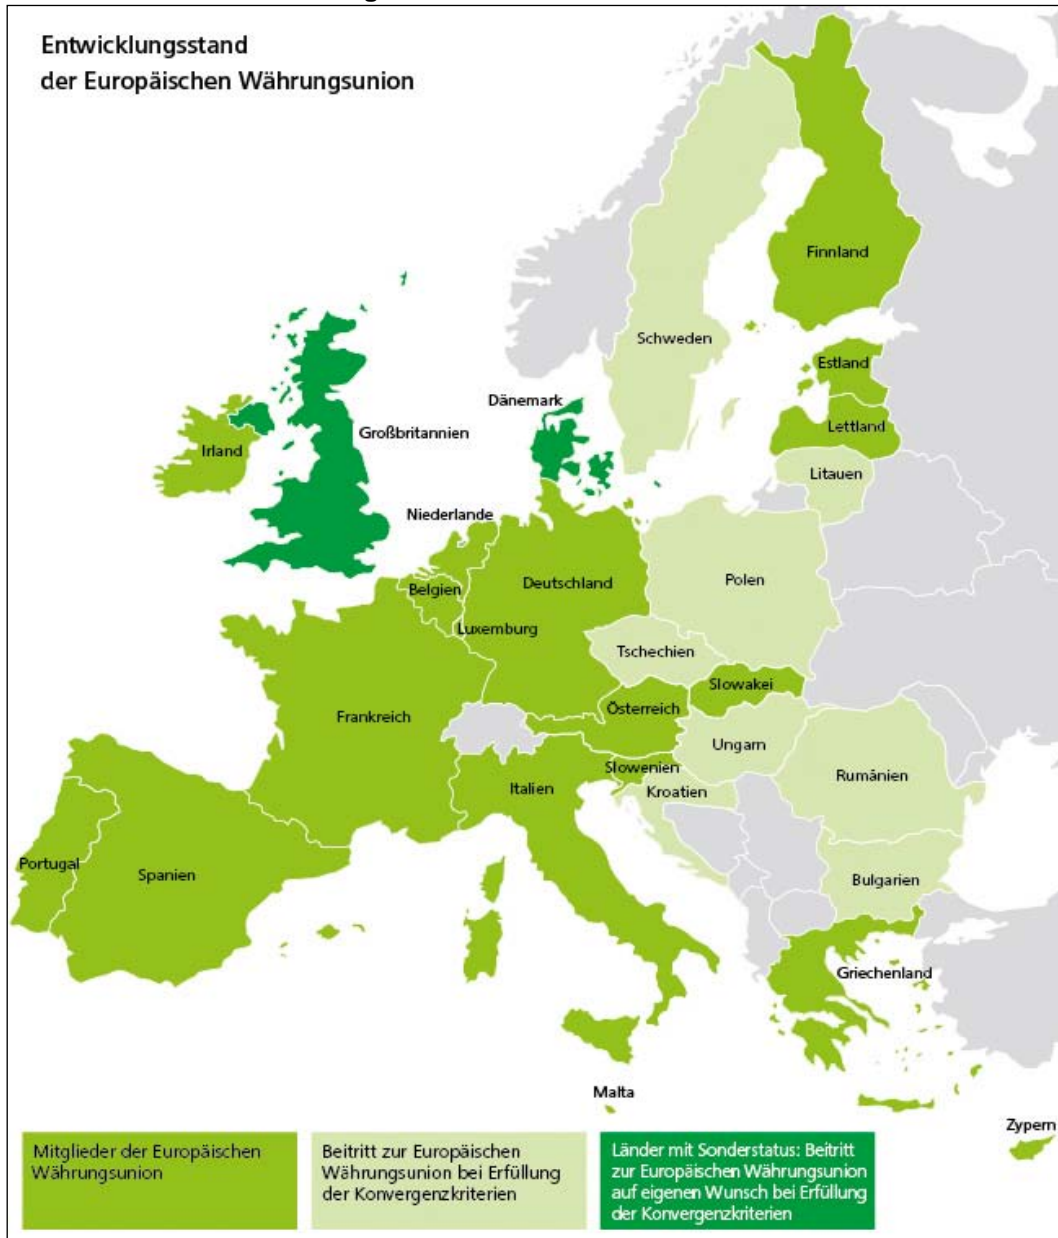 Entwicklungsstand
der Europäischen Währungsunion
Finnland
Schweden
Estland
Dänemark
Lettland
Großbritannien
Irland
Litauen
Niederlande
Polen
Deutschland
Belgien
Luxemburg
Tschechien
Slowakei
Österreich
Frankreich
Ungarn
Slowenien
Rumänien
Italien
Kroatien
Portugal
Spanien
Bulgarien
Griechenland
Malta
Zypern
Mitglieder der Europäischen
Währungsunion
Beitritt zur Europäischen
Währungsunion bei Erfüllung
der Konvergenzkriterien
Länder mit Sonderstatus: Beitritt
zur Europäischen Währungsunion
auf eigenen Wunsch bei Erfüllung
der Konvergenzkriterien